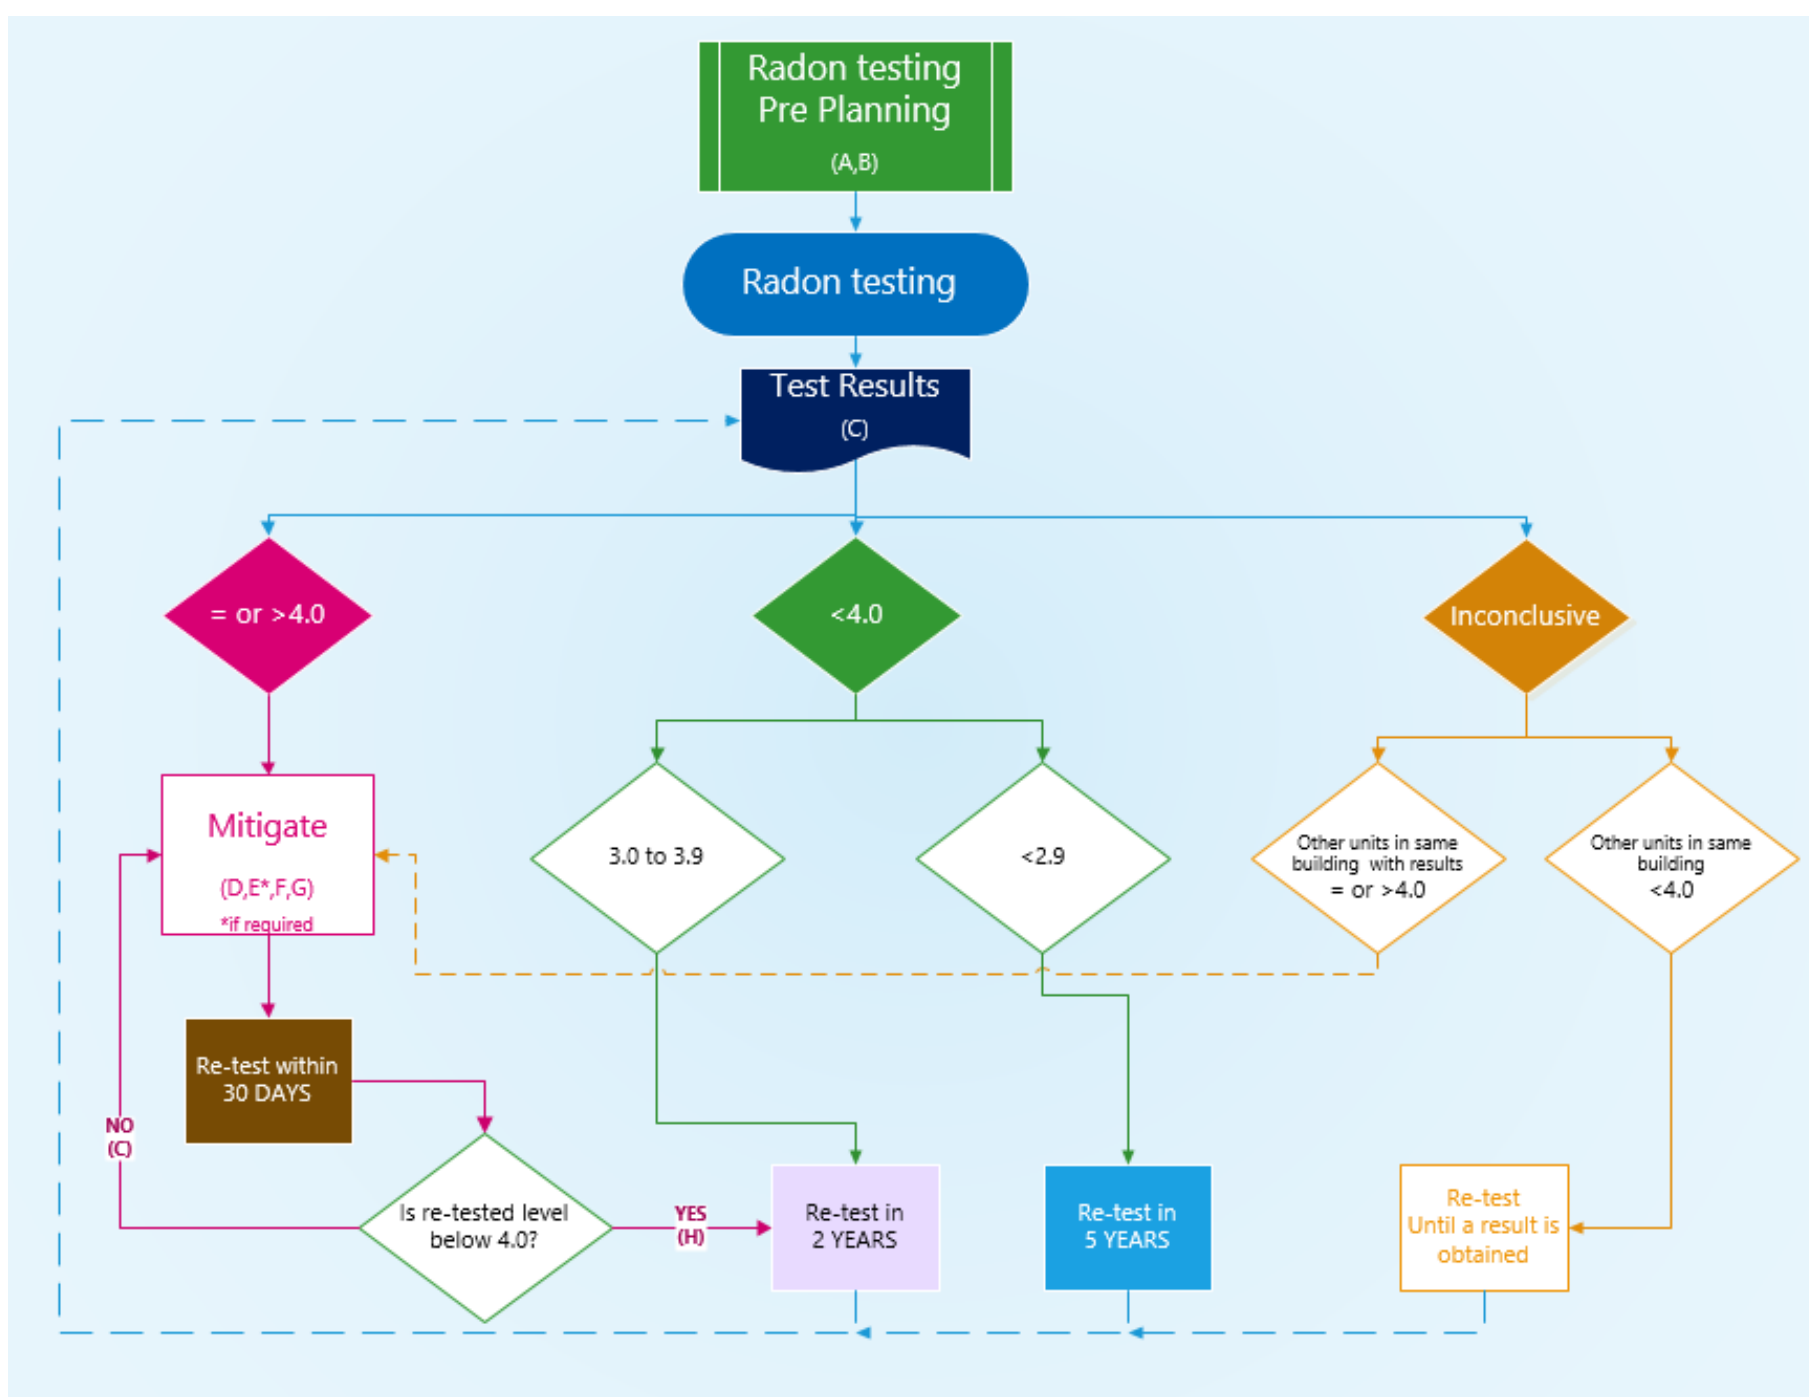 Radon testing
Pre Planning
(A,B)
Radon testing
Test Results
(C)
= or >4.0
<4.0
Inconclusive
Mitigate
(D,E*,F,G)
*if required
3.0 to 3.9
<2.9
Other units in same
building with results
= or >4.0
Other units in same
building
<4.0
Re-test within
30 DAYS
NO
(C)
Is re-tested level
below 4.0?
YES
(H)
Re-test in
2 YEARS
Re-test in
5 YEARS
Re-test
Until a result is
obtained